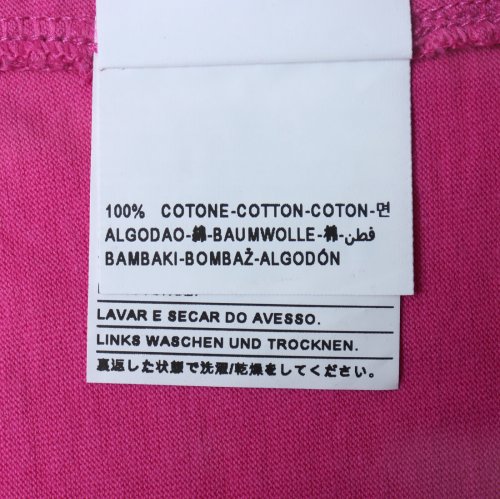 100% COTONE-COTTON-COTON-면
ALGODAO-綿-BAUMWOLLE-棉-قطن
BAMBAKI-BOMBAŽ-ALGODÓN
LAVAR E SECAR DO AVESSO.
LINKS WASCHEN UND TROCKNEN.
裏返した状態で洗濯/乾燥をしてください。